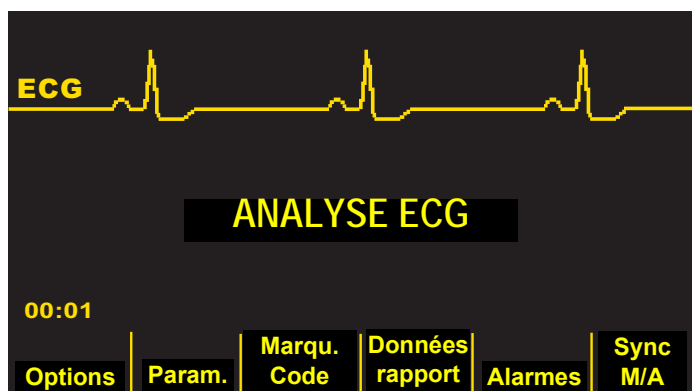 ECG
ANALYSE ECG
00:01
Options
Param.
Marqu.
Code
Données
rapport
Alarmes
Sync
M/A